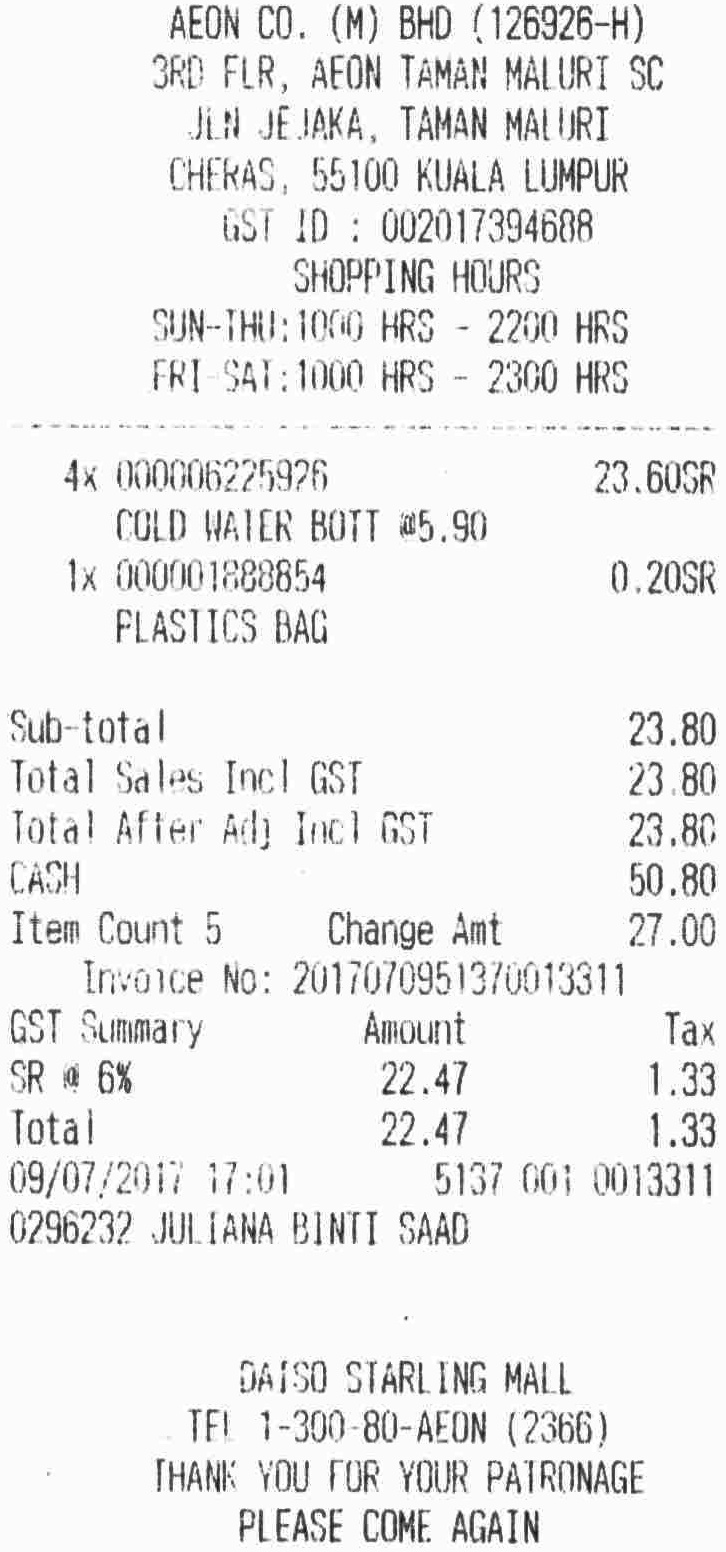 AEON CO. (M) BHD (126926-H)
3RD FLR, AEON TAMAN MALURI SC
JLN JEJAKA, TAMAN MALURI
CHERAS, 55100 KUALA LUMPUR
GST ID : 002017394688
SHOPPING HOURS
SUN-THU:1000 HRS - 2200 HRS
FRI-SAT:1000 HRS - 2300 HRS
4x 000006225926 23.60SR
COLD WATER BOTT @5.90
1x 000001888854 0.20SR
PLASTICS BAG
Sub-total 23.80
Total Sales Incl GST 23.80
Total After Adj Incl GST 23.80
CASH 50.80
Item Count 5 Change Amt 27.00
Invoice No: 2017070951370013311
GST Summary Amount Tax
SR @ 6% 22.47 1.33
Total 22.47 1.33
09/07/2017 17:01 5137 001 0013311
0296232 JULIANA BINTI SAAD
DAISO STARLING MALL
TEL 1-300-80-AEON (2366)
THANK YOU FOR YOUR PATRONAGE
PLEASE COME AGAIN